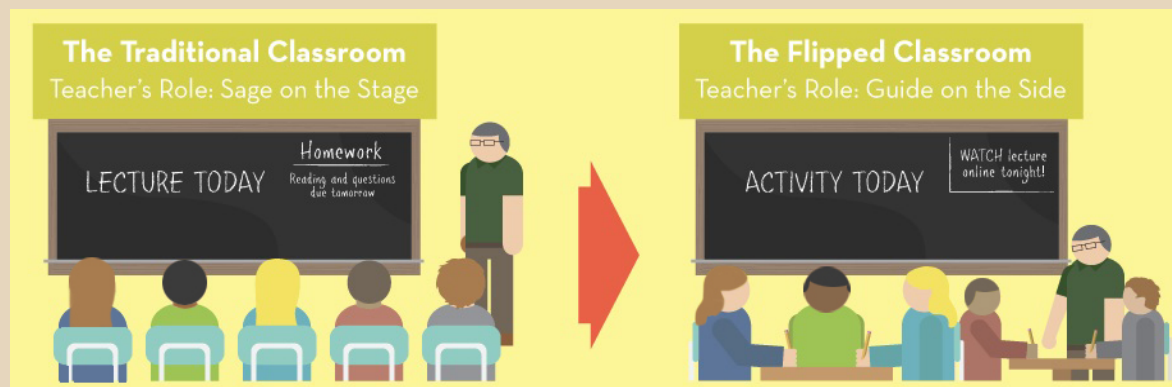 The Traditional Classroom
Teacher's Role: Sage on the Stage
LECTURE TODAY
Homework
Reading and questions
due tomorrow
The Flipped Classroom
Teacher's Role: Guide on the Side
ACTIVITY TODAY
WATCH lecture
online tonight!